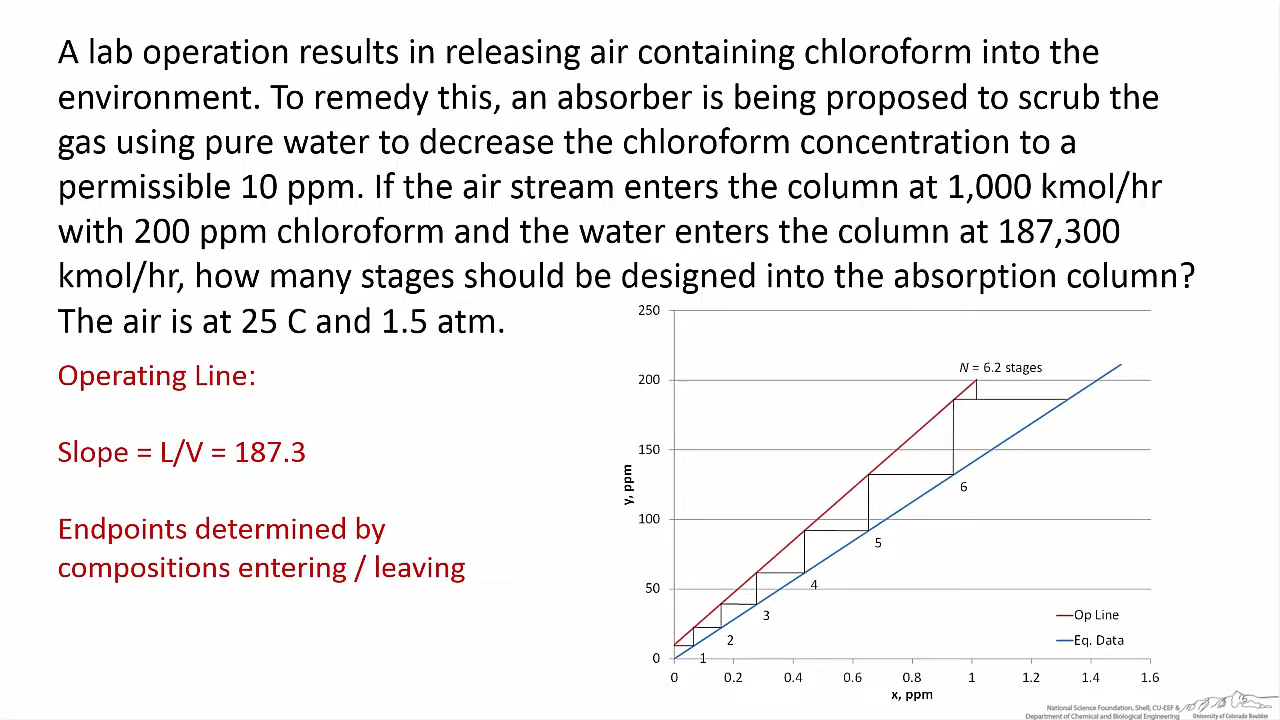 A lab operation results in releasing air containing chloroform into the
environment. To remedy this, an absorber is being proposed to scrub the
gas using pure water to decrease the chloroform concentration to a
permissible 10 ppm. If the air stream enters the column at 1,000 kmol/hr
with 200 ppm chloroform and the water enters the column at 187,300
kmol/hr, how many stages should be designed into the absorption column?
The air is at 25 C and 1.5 atm.
Operating Line:
Slope = L/V = 187.3
Endpoints determined by
compositions entering / leaving
250
200
150
100
50
0
y, ppm
N = 6.2 stages
6
5
4
3
2
1
Op Line
Eq. Data
0 0.2 0.4 0.6 0.8 1 1.2 1.4 1.6
x, ppm
National Science Foundation, Shell, CU-EEF &
Department of Chemical and Biological Engineering
University of Colorado Boulder